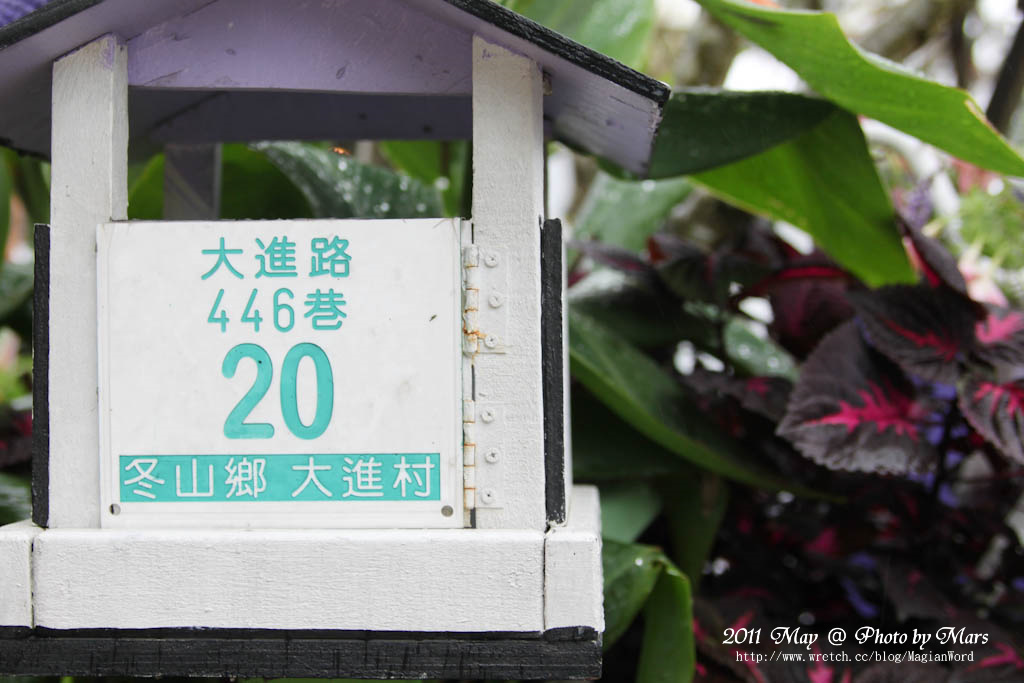 大進路
446巷
20
冬山鄉 大進村
2011 May @ Photo by Mars
http://www.wretch.cc/blog/MagianWord